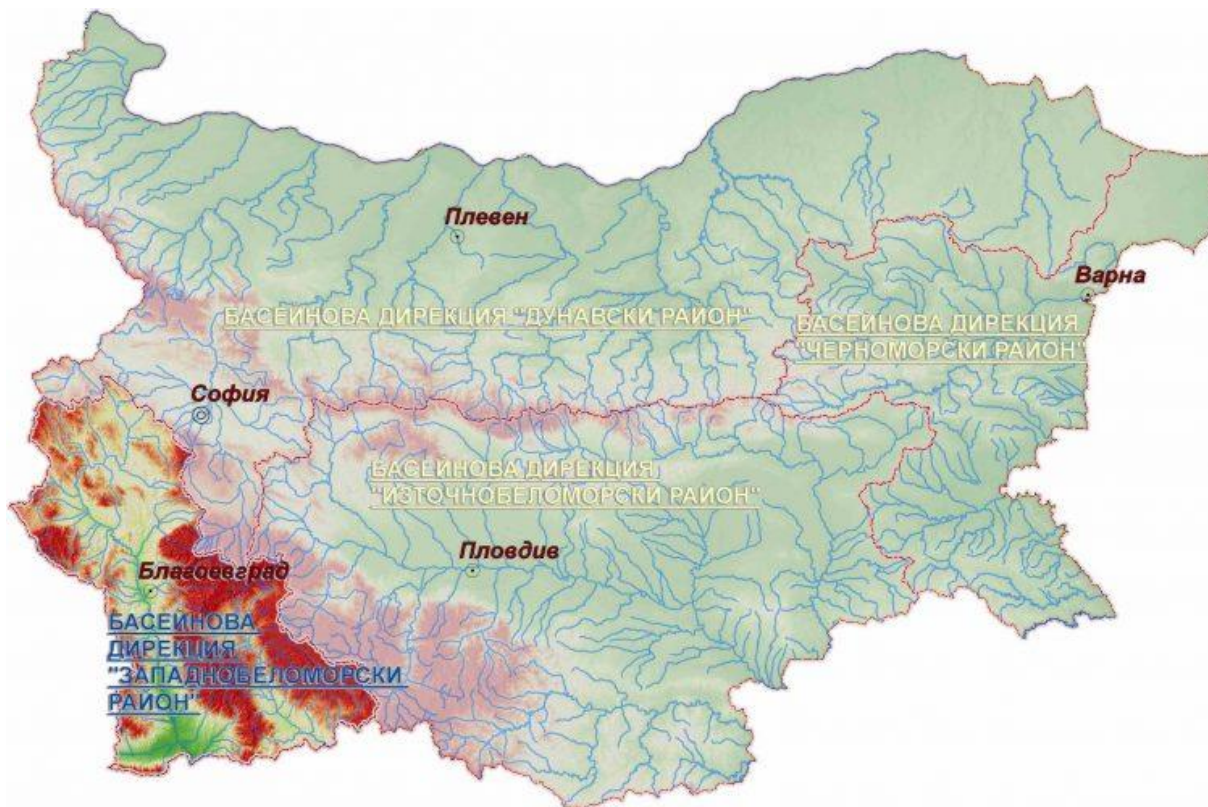 Плевен
Варна
БАСЕЙНОВА ДИРЕКЦИЯ "ДУНАВСКИ РАЙОН"
БАСЕЙНОВА ДИРЕКЦИЯ
"ЧЕРНОМОРСКИ РАЙОН"
София
БАСЕЙНОВА ДИРЕКЦИЯ
"ИЗТОЧНОБЕЛОМОРСКИ РАЙОН"
Пловдив
Благоевград
БАСЕЙНОВА
ДИРЕКЦИЯ
"ЗАПАДНОБЕЛОМОРСКИ
РАЙОН"